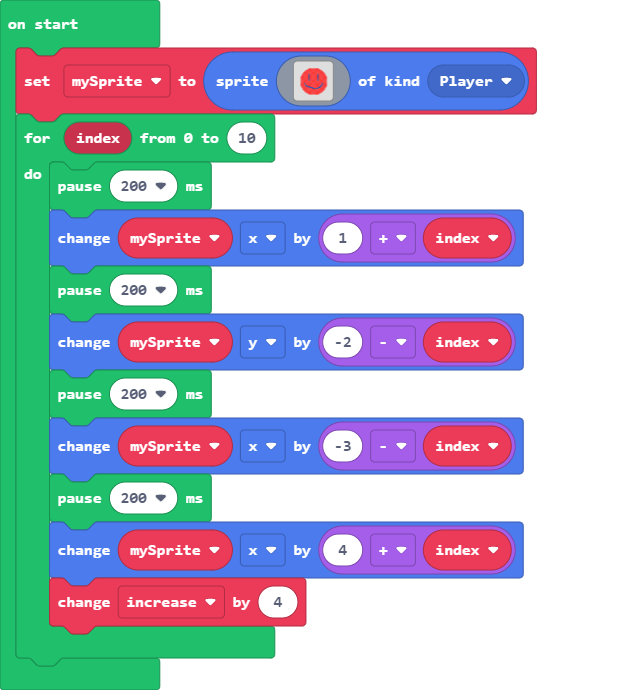 on start
set mySprite to sprite of kind Player
for index from 0 to 10
do
pause 200 ms
change mySprite x by 1 + index
pause 200 ms
change mySprite y by -2 - index
pause 200 ms
change mySprite x by -3 - index
pause 200 ms
change mySprite x by 4 + index
change increase by 4